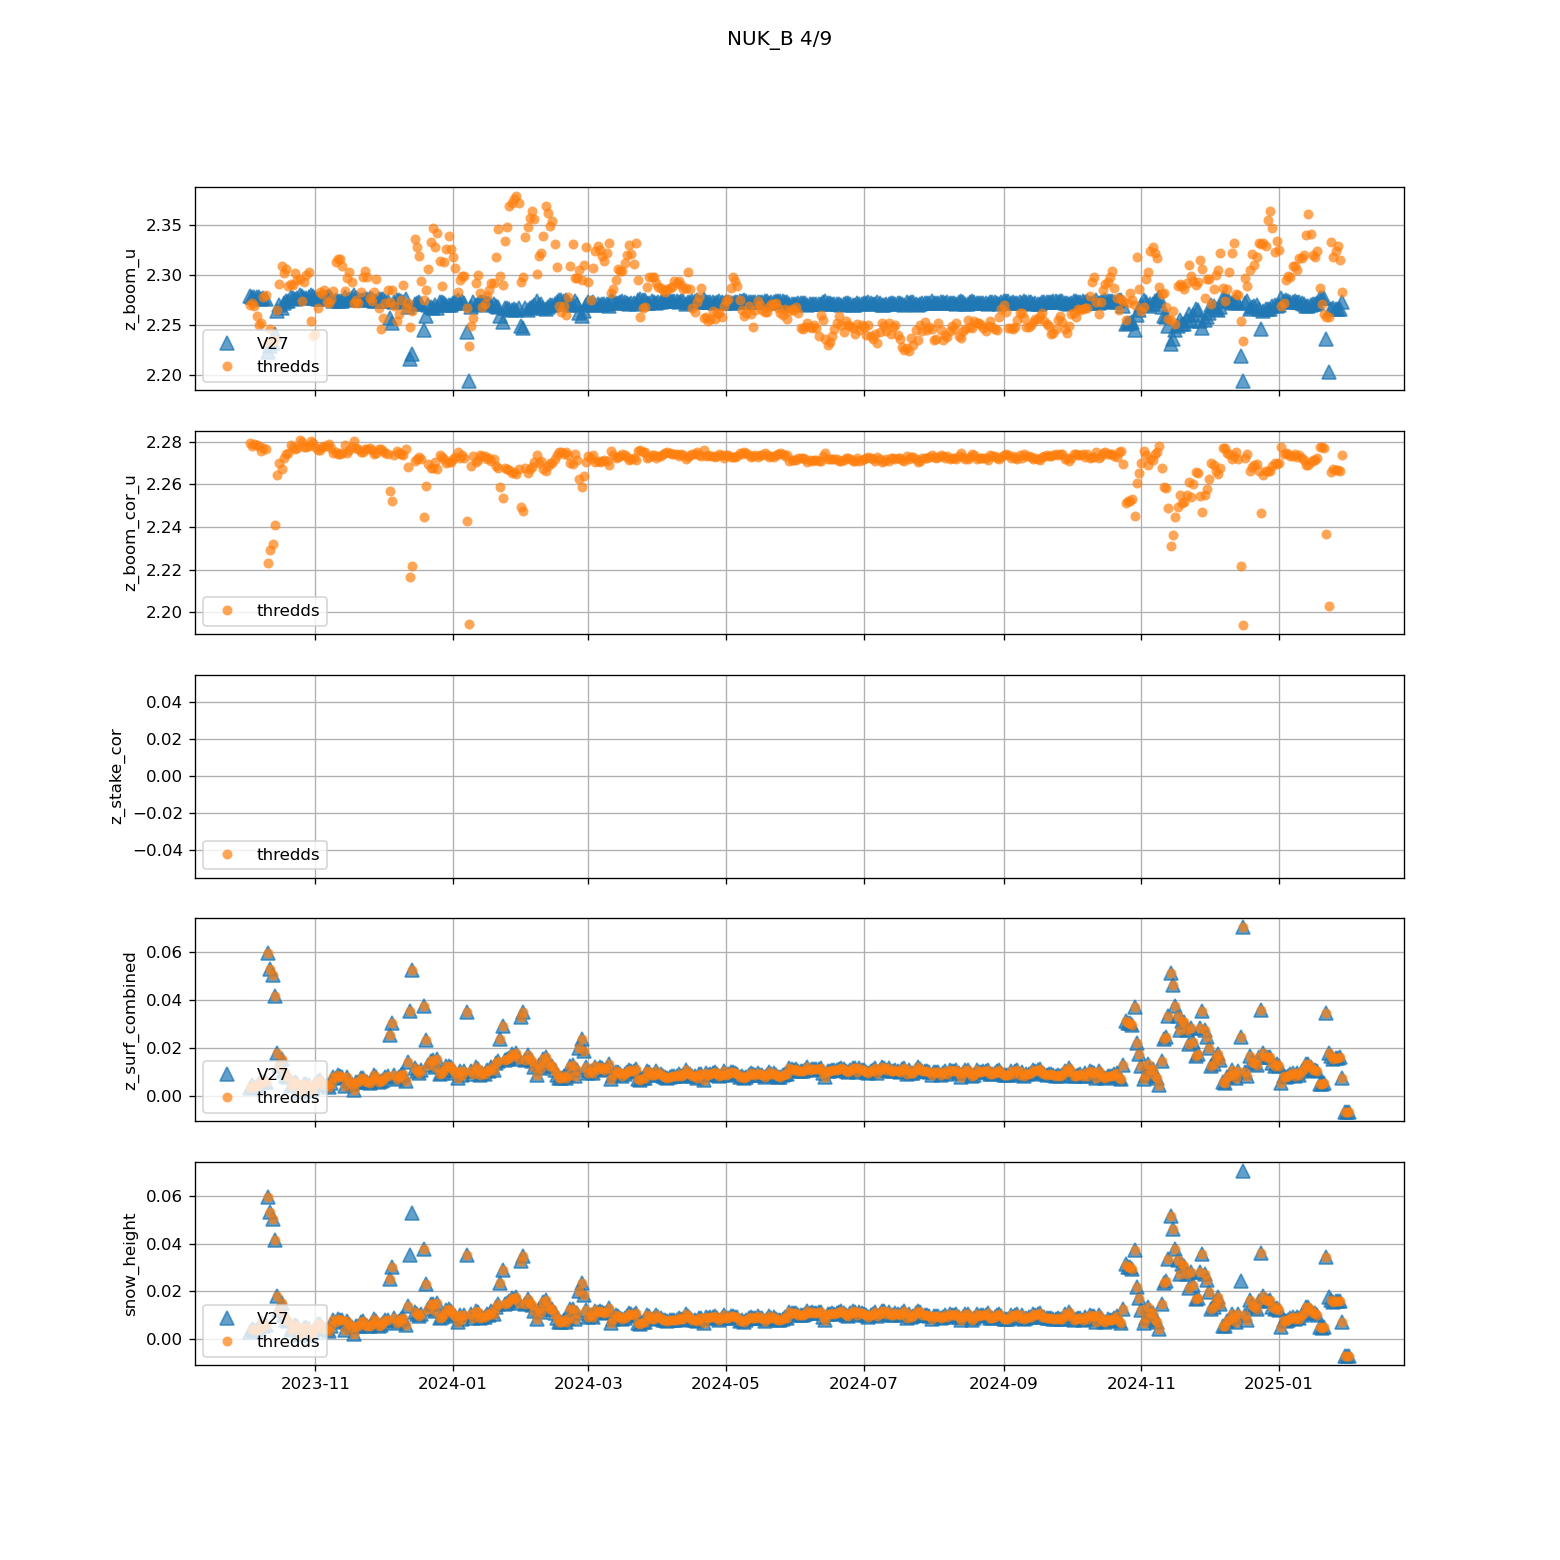 NUK_B 4/9
z_boom_u
2.35
2.30
2.25
2.20
V27
thredds
z_boom_cor_u
2.28
2.26
2.24
2.22
2.20
thredds
z_stake_cor
0.04
0.02
0.00
−0.02
−0.04
thredds
z_surf_combined
0.06
0.04
0.02
0.00
V27
thredds
snow_height
0.06
0.04
0.02
0.00
V27
thredds
2023-11 2024-01 2024-03 2024-05 2024-07 2024-09 2024-11 2025-01